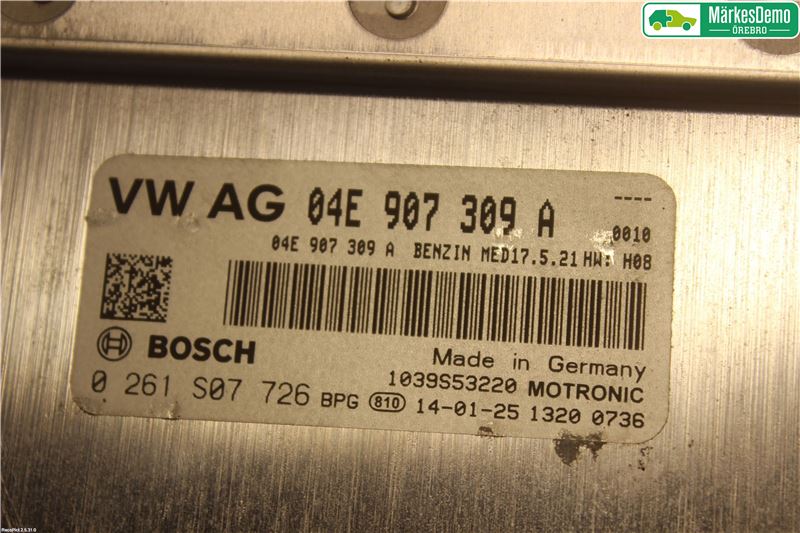 MärkesDemo
ÖREBRO
VW AG 04E 907 309 A
----
0010
04E 907 309 A BENZIN MED17.5.21 HW: H08
BOSCH
Made in Germany
1039S53220 MOTRONIC
0 261 S07 726 BPG 810 14-01-25 1320 0736